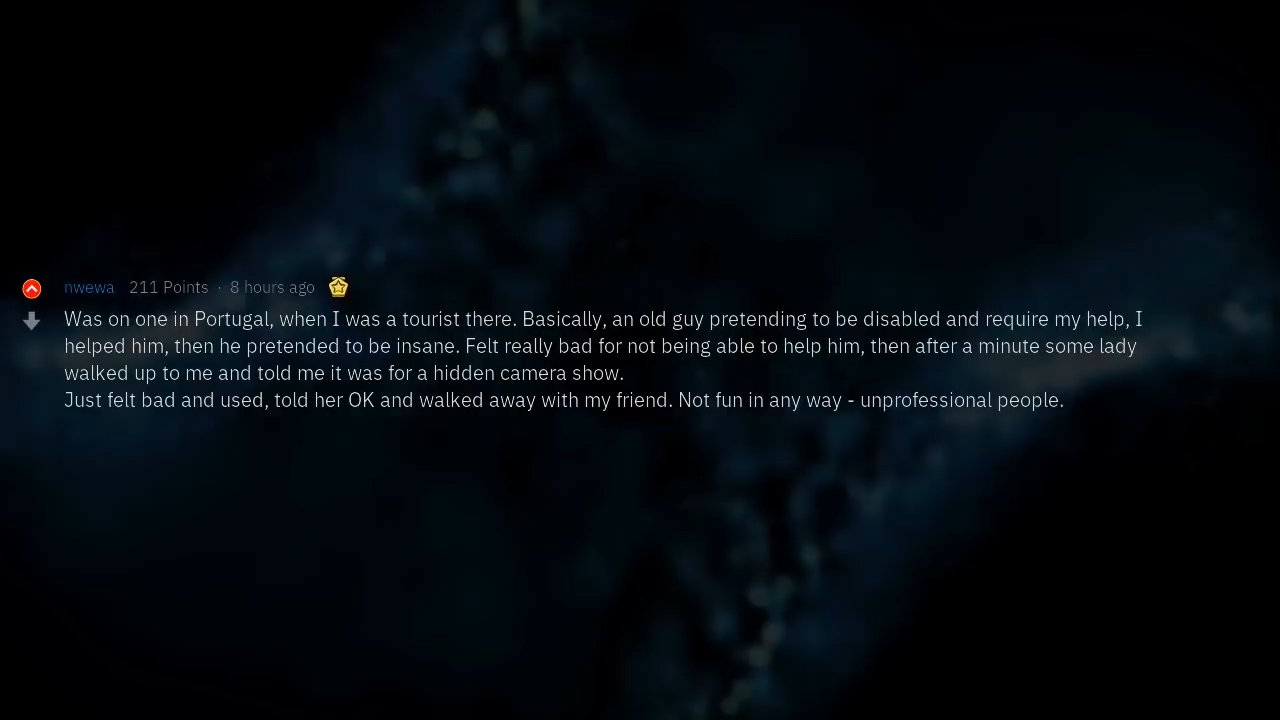 nwewa 211 Points · 8 hours ago
Was on one in Portugal, when I was a tourist there. Basically, an old guy pretending to be disabled and require my help, I
helped him, then he pretended to be insane. Felt really bad for not being able to help him, then after a minute some lady
walked up to me and told me it was for a hidden camera show.
Just felt bad and used, told her OK and walked away with my friend. Not fun in any way - unprofessional people.